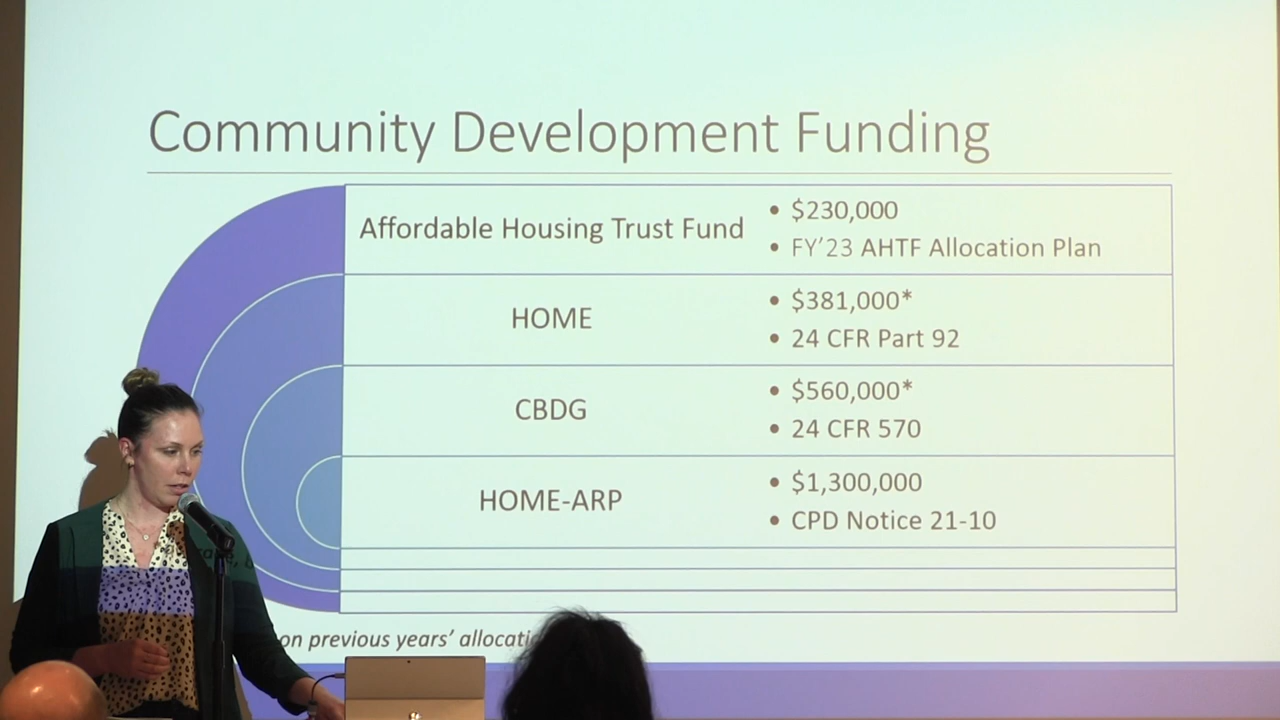 Community Development Funding
Affordable Housing Trust Fund
• $230,000
• FY'23 AHTF Allocation Plan
HOME
• $381,000*
• 24 CFR Part 92
CBDG
• $560,000*
• 24 CFR 570
HOME-ARP
• $1,300,000
• CPD Notice 21-10
on previous years'